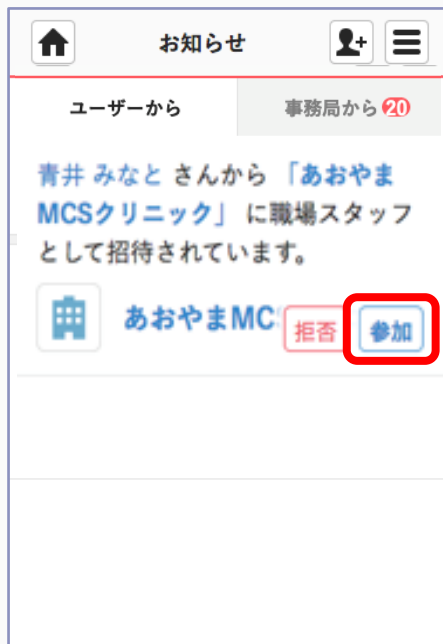 お知らせ
ユーザーから
事務局から 20
青井 みなと さんから 「あおやま
MCSクリニック」 に職場スタッフ
として招待されています。
あおやまMC
拒否
参加